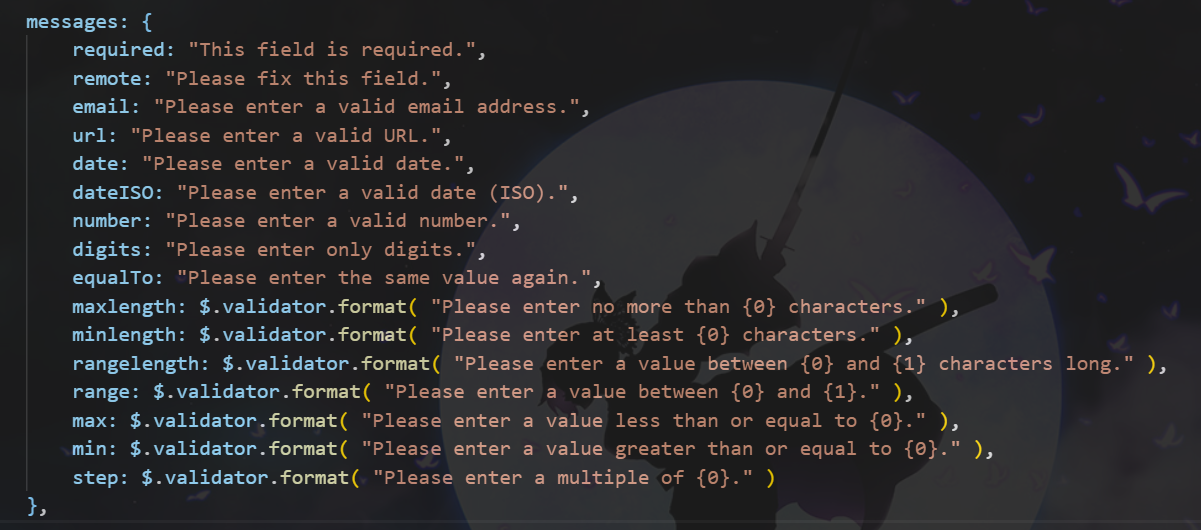 messages: {
required: "This field is required.",
remote: "Please fix this field.",
email: "Please enter a valid email address.",
url: "Please enter a valid URL.",
date: "Please enter a valid date.",
dateISO: "Please enter a valid date (ISO).",
number: "Please enter a valid number.",
digits: "Please enter only digits.",
equalTo: "Please enter the same value again.",
maxlength: $.validator.format( "Please enter no more than {0} characters." ),
minlength: $.validator.format( "Please enter at least {0} characters." ),
rangelength: $.validator.format( "Please enter a value between {0} and {1} characters long." ),
range: $.validator.format( "Please enter a value between {0} and {1}." ),
max: $.validator.format( "Please enter a value less than or equal to {0}." ),
min: $.validator.format( "Please enter a value greater than or equal to {0}." ),
step: $.validator.format( "Please enter a multiple of {0}." )
},